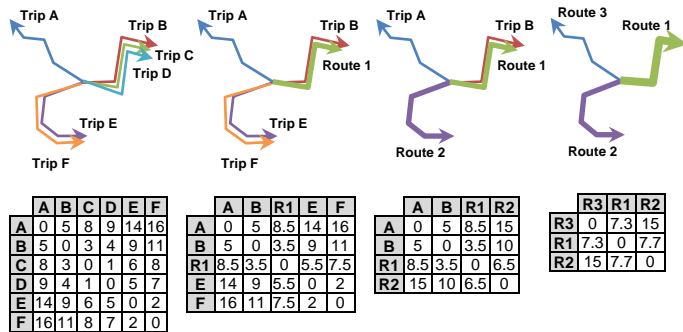 Trip A
Trip B
Trip C
Trip D
Trip E
Trip F
Trip A
Trip B
Route 1
Trip E
Trip F
Trip A
Trip B
Route 1
Route 2
Route 3
Route 1
Route 2
A B C D E F
A 0 5 8 9 14 16
B 5 0 3 4 9 11
C 8 3 0 1 6 8
D 9 4 1 0 5 7
E 14 9 6 5 0 2
F 16 11 8 7 2 0
A B R1 E F
A 0 5 8.5 14 16
B 5 0 3.5 9 11
R1 8.5 3.5 0 5.5 7.5
E 14 9 5.5 0 2
F 16 11 7.5 2 0
A B R1 R2
A 0 5 8.5 15
B 5 0 3.5 10
R1 8.5 3.5 0 6.5
R2 15 10 6.5 0
R3 R1 R2
R3 0 7.3 15
R1 7.3 0 7.7
R2 15 7.7 0